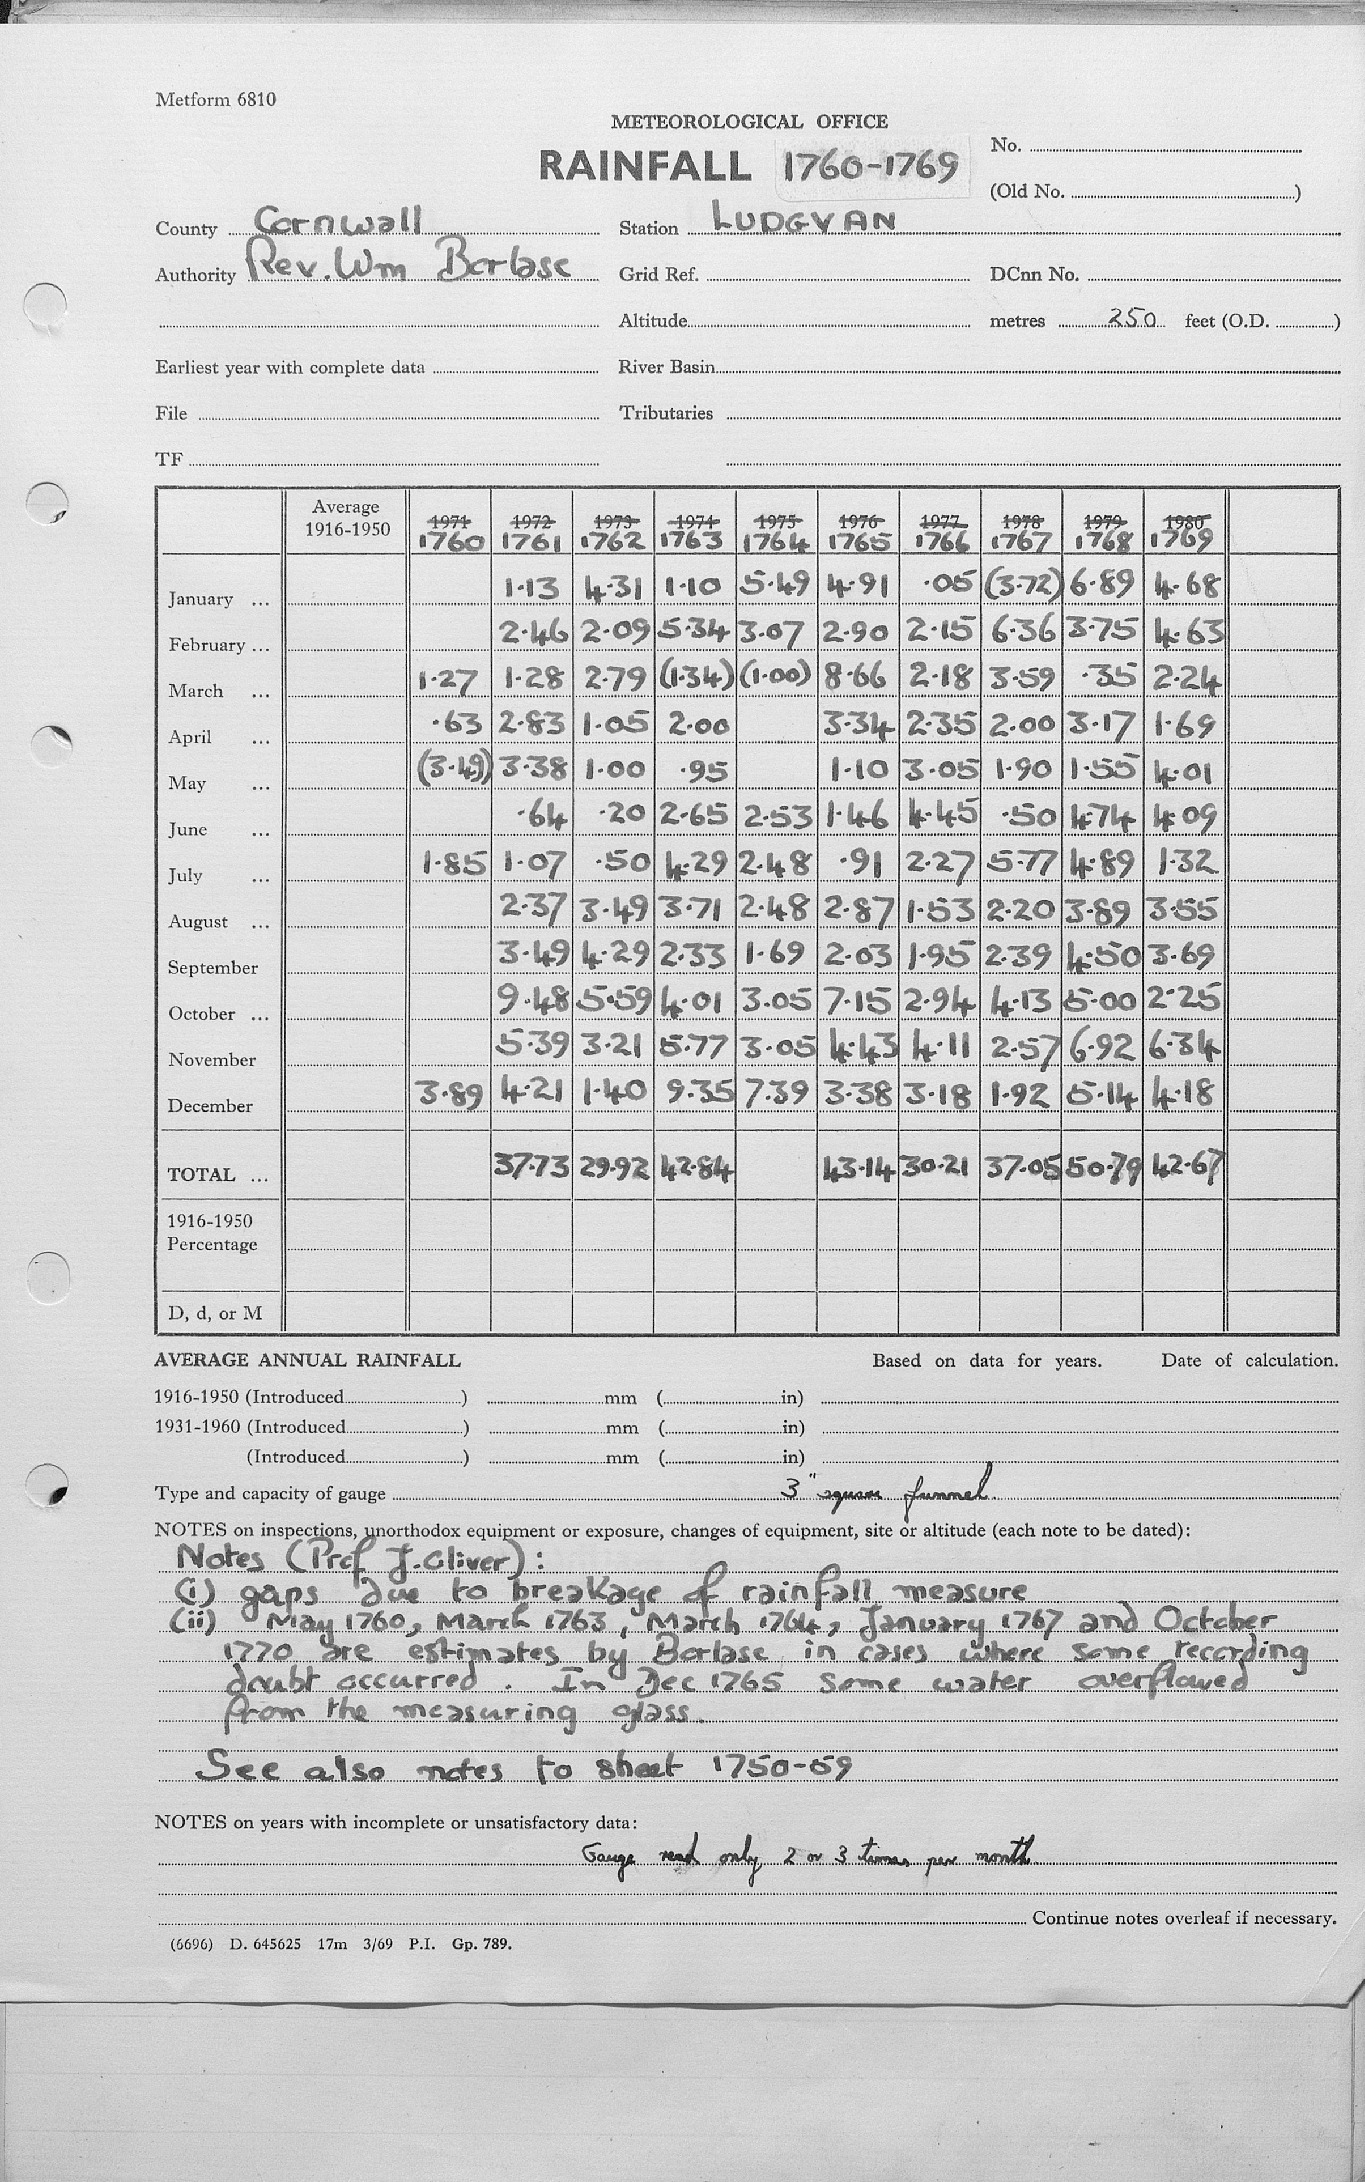 Metform 6810
METEOROLOGICAL OFFICE
RAINFALL 1760-1769
No.
(Old No. )
County Cornwall Station LUDGVAN
Authority Rev. Wm Borlase Grid Ref. DCnn No.
Altitude metres 250 feet (O.D. )
Earliest year with complete data River Basin
File Tributaries
TF
Average 1916-1950 1971 1972 1973 1974 1975 1976 1977 1978 1979 1980
1760 1761 1762 1763 1764 1765 1766 1767 1768 1769
January ... 1.13 4.31 1.10 5.49 4.91 .05 (3.72) 6.89 4.68
February ... 2.46 2.09 5.34 3.07 2.90 2.15 6.36 3.75 4.63
March ... 1.27 1.28 2.79 (1.34) (1.00) 8.66 2.18 3.59 .35 2.24
April ... .63 2.83 1.05 2.00 3.34 2.35 2.00 3.17 1.69
May ... (3.49) 3.38 1.00 .95 1.10 3.05 1.90 1.55 4.01
June ... .64 .20 2.65 2.53 1.46 4.45 .50 4.74 4.09
July ... 1.85 1.07 .50 4.29 2.48 .91 2.27 5.77 4.89 1.32
August ... 2.37 3.49 3.71 2.48 2.87 1.53 2.20 3.89 3.55
September 3.49 4.29 2.33 1.69 2.03 1.95 2.39 4.50 3.69
October ... 9.48 5.59 4.01 3.05 7.15 2.94 4.13 5.00 2.25
November 5.39 3.21 5.77 3.05 4.43 4.11 2.57 6.92 6.34
December 3.89 4.21 1.40 9.35 7.39 3.38 3.18 1.92 5.14 4.18
TOTAL ... 37.73 29.92 42.84 43.14 30.21 37.05 50.79 42.67
1916-1950
Percentage
D, d, or M
AVERAGE ANNUAL RAINFALL Based on data for years. Date of calculation.
1916-1950 (Introduced ) mm ( in)
1931-1960 (Introduced ) mm ( in)
(Introduced ) mm ( in)
Type and capacity of gauge 3" square funnel.
NOTES on inspections, unorthodox equipment or exposure, changes of equipment, site or altitude (each note to be dated):
Notes (Prof J. Oliver):
(i) gaps due to breakage of rainfall measure
(ii) May 1760, March 1763, March 1764, January 1767 and October
1770 are estimates by Borlase in cases where some recording
doubt occurred. In Dec 1765 some water overflowed
from the measuring glass.
See also notes to sheet 1750-59
NOTES on years with incomplete or unsatisfactory data:
Gauge read only 2 or 3 times per month
Continue notes overleaf if necessary.
(6696) D. 645625 17m 3/69 P.I. Gp. 789.